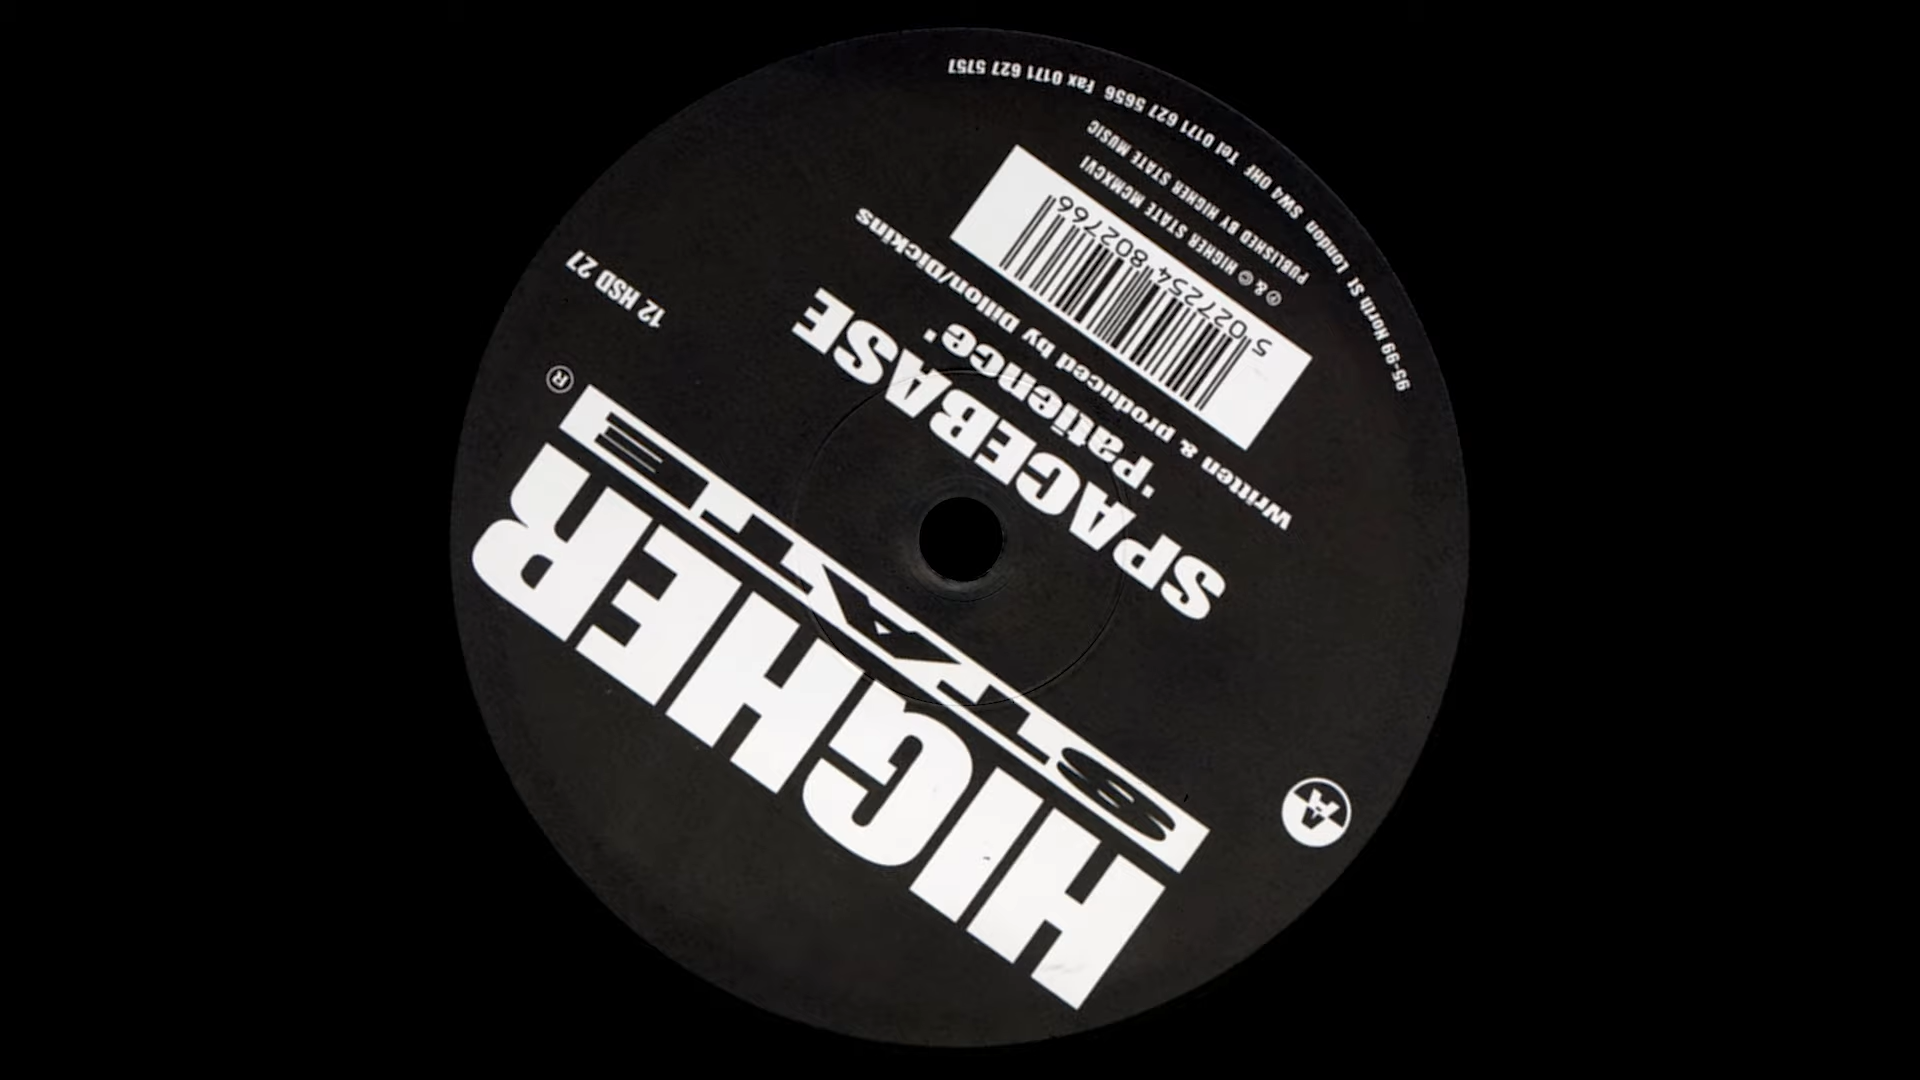 HIGHER
STATE
®
A
12 HSD 27
SPACEBASE
'Patience'
Written & produced by Dillon/Dickins
5 027254 802766
℗ & © HIGHER STATE MCMXCVI
PUBLISHED BY HIGHER STATE MUSIC
95-99 North St London SW4 0HF Tel 0171 627 5656 Fax 0171 627 5757